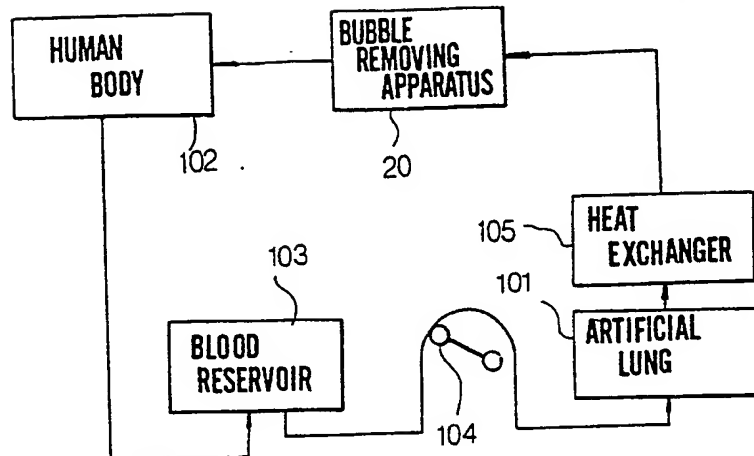 HUMAN
BODY
102
BUBBLE
REMOVING
APPARATUS
20
HEAT
EXCHANGER
105
101
ARTIFICIAL
LUNG
103
BLOOD
RESERVOIR
104